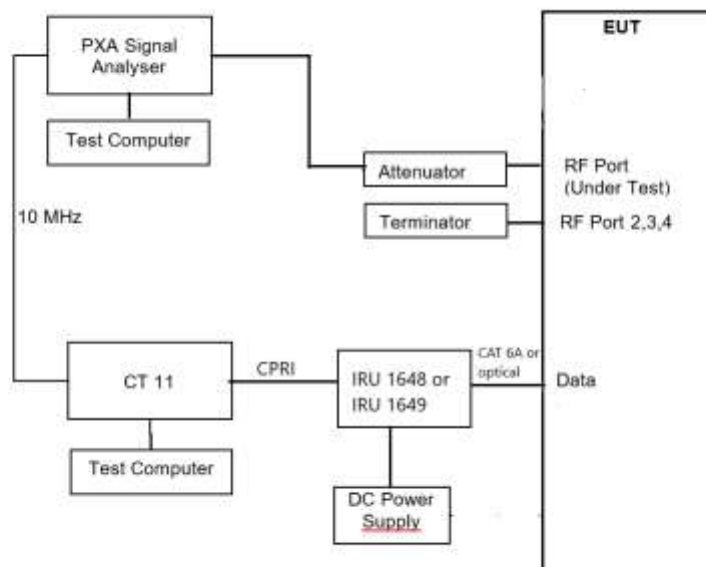 EUT
PXA Signal
Analyser
Test Computer
Attenuator
RF Port
(Under Test)
Terminator
RF Port 2,3,4
10 MHz
CT 11
CPRI
IRU 1648 or
IRU 1649
CAT 6A or
optical
Data
Test Computer
DC Power
Supply